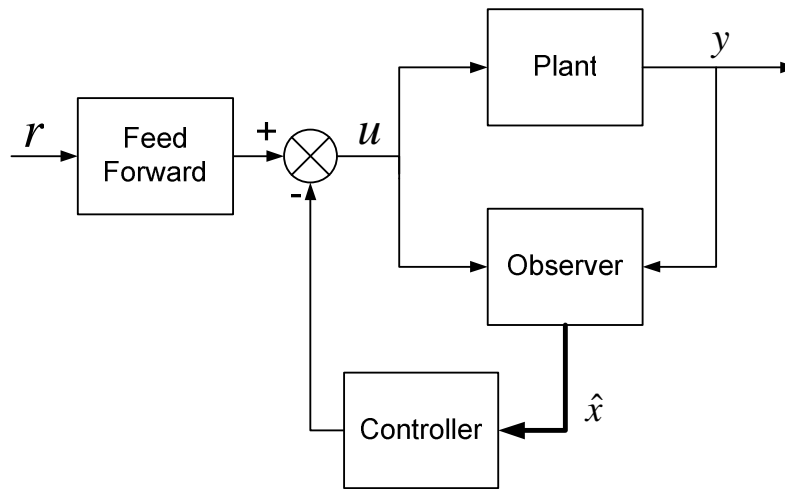 Plant
y
r
Feed
Forward
+
u
-
Observer
x̂
Controller